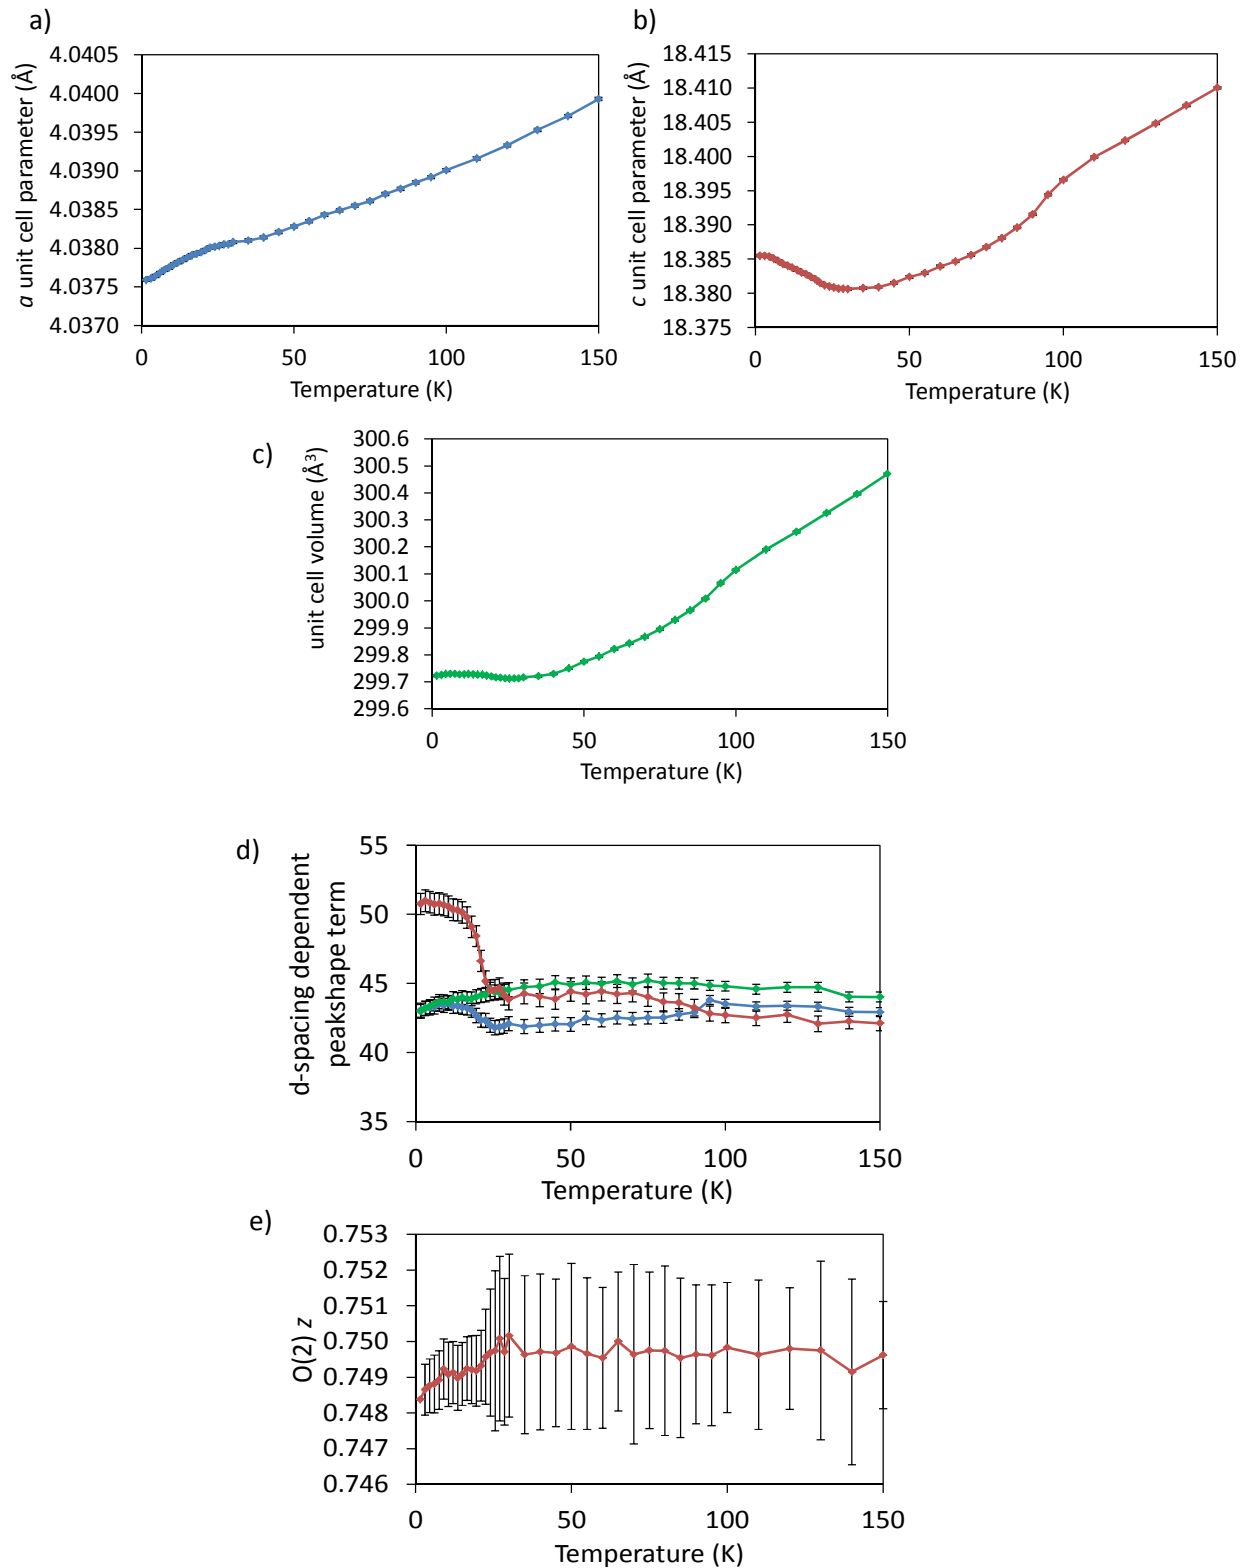 a)
a unit cell parameter (Å)
4.0405
4.0400
4.0395
4.0390
4.0385
4.0380
4.0375
4.0370
0 50 100 150
Temperature (K)
b)
c unit cell parameter (Å)
18.415
18.410
18.405
18.400
18.395
18.390
18.385
18.380
18.375
0 50 100 150
Temperature (K)
c)
unit cell volume (Å³)
300.6
300.5
300.4
300.3
300.2
300.1
300.0
299.9
299.8
299.7
299.6
0 50 100 150
Temperature (K)
d)
d-spacing dependent
peakshape term
55
50
45
40
35
0 50 100 150
Temperature (K)
e)
O(2) z
0.753
0.752
0.751
0.750
0.749
0.748
0.747
0.746
0 50 100 150
Temperature (K)